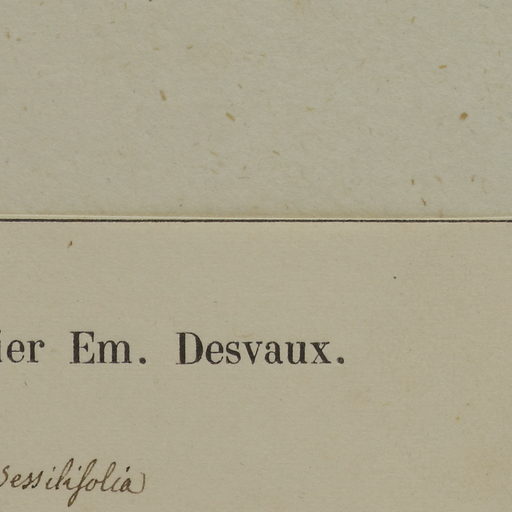 ier Em. Desvaux.
sessilifolia